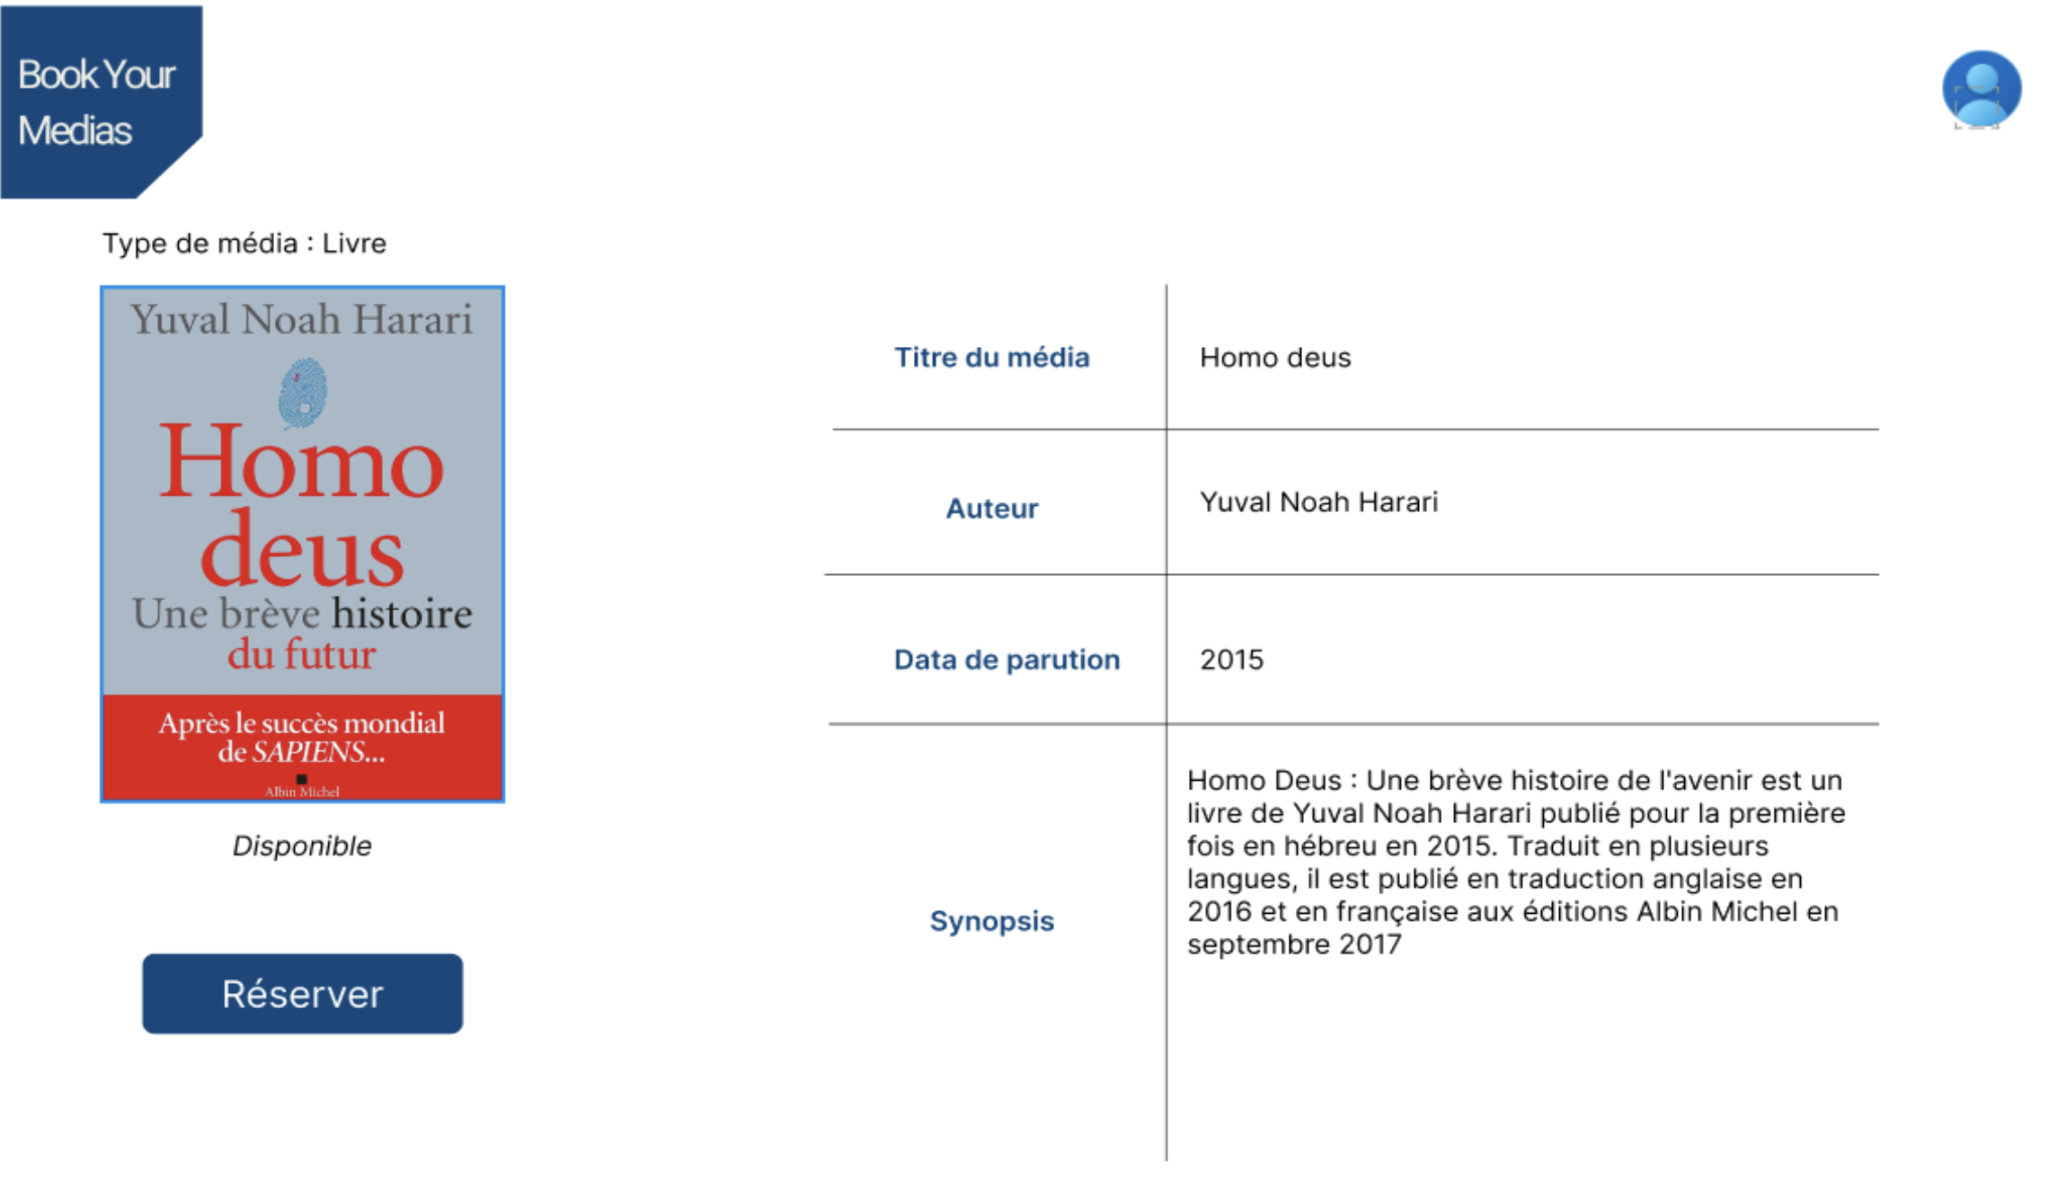 Book Your
Medias
Type de média : Livre
Yuval Noah Harari
Homo
deus
Une brève histoire
du futur
Après le succès mondial
de SAPIENS...
Albin Michel
Disponible
Réserver
Titre du média
Homo deus
Auteur
Yuval Noah Harari
Data de parution
2015
Synopsis
Homo Deus : Une brève histoire de l'avenir est un
livre de Yuval Noah Harari publié pour la première
fois en hébreu en 2015. Traduit en plusieurs
langues, il est publié en traduction anglaise en
2016 et en française aux éditions Albin Michel en
septembre 2017